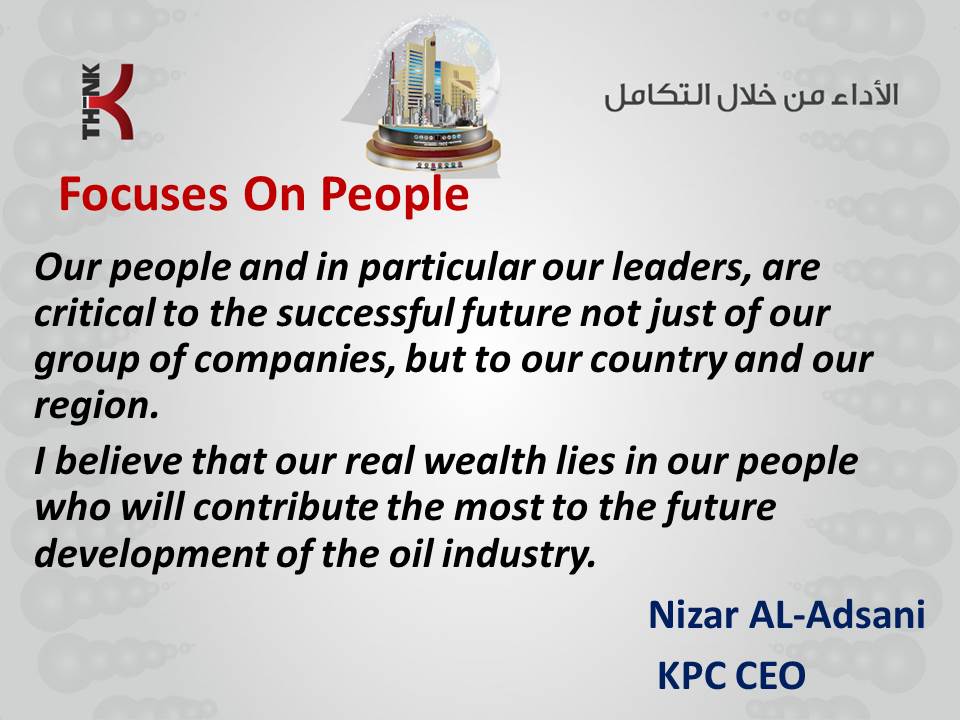 THINK
الأداء من خلال التكامل
Focuses On People
Our people and in particular our leaders, are
critical to the successful future not just of our
group of companies, but to our country and our
region.
I believe that our real wealth lies in our people
who will contribute the most to the future
development of the oil industry.
Nizar AL-Adsani
KPC CEO